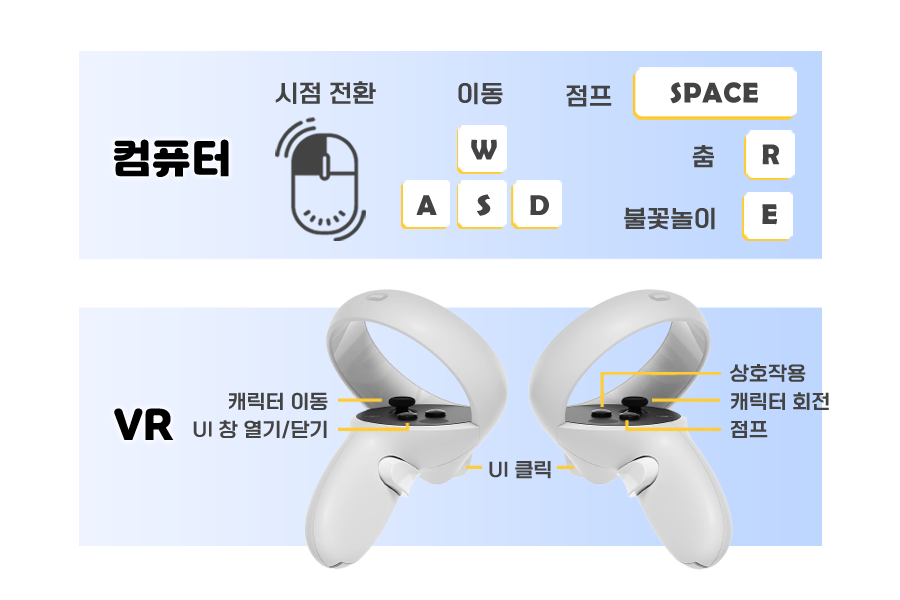 컴퓨터
시점 전환
이동
W
A S D
점프 SPACE
춤 R
불꽃놀이 E
VR
캐릭터 이동
UI 창 열기/닫기
UI 클릭
상호작용
캐릭터 회전
점프